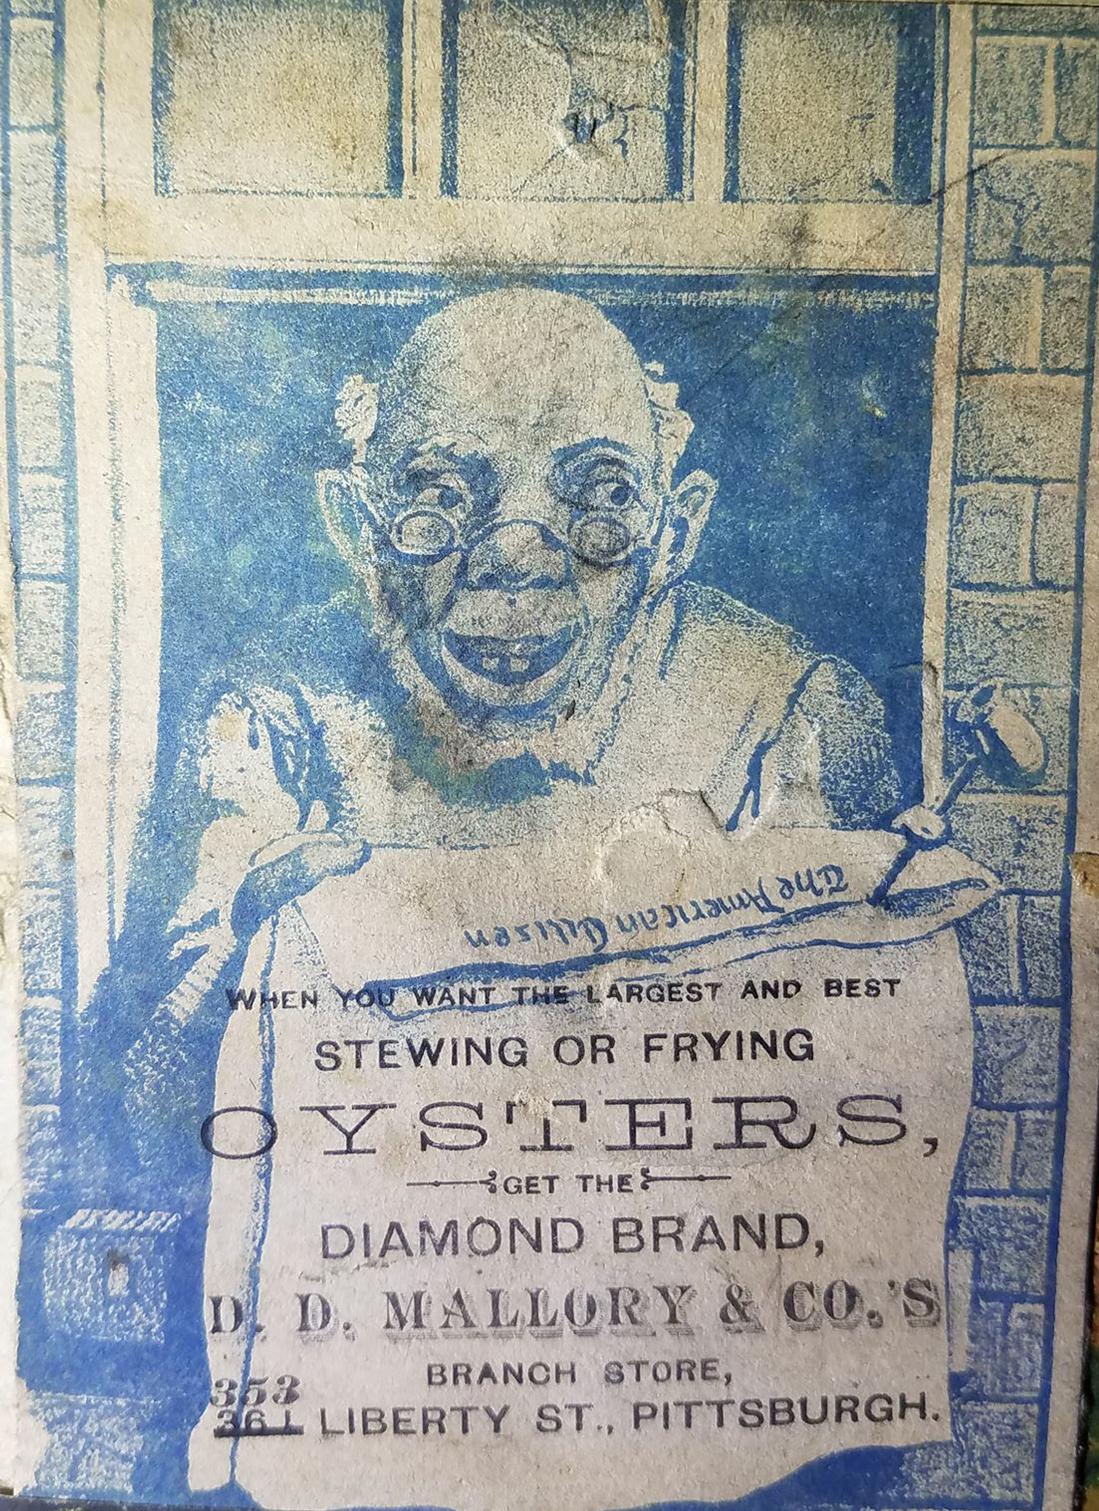 The American Citizen
WHEN YOU WANT THE LARGEST AND BEST
STEWING OR FRYING
OYSTERS,
GET THE
DIAMOND BRAND,
D. D. MALLORY & CO.'S
BRANCH STORE,
353
361 LIBERTY ST., PITTSBURGH.